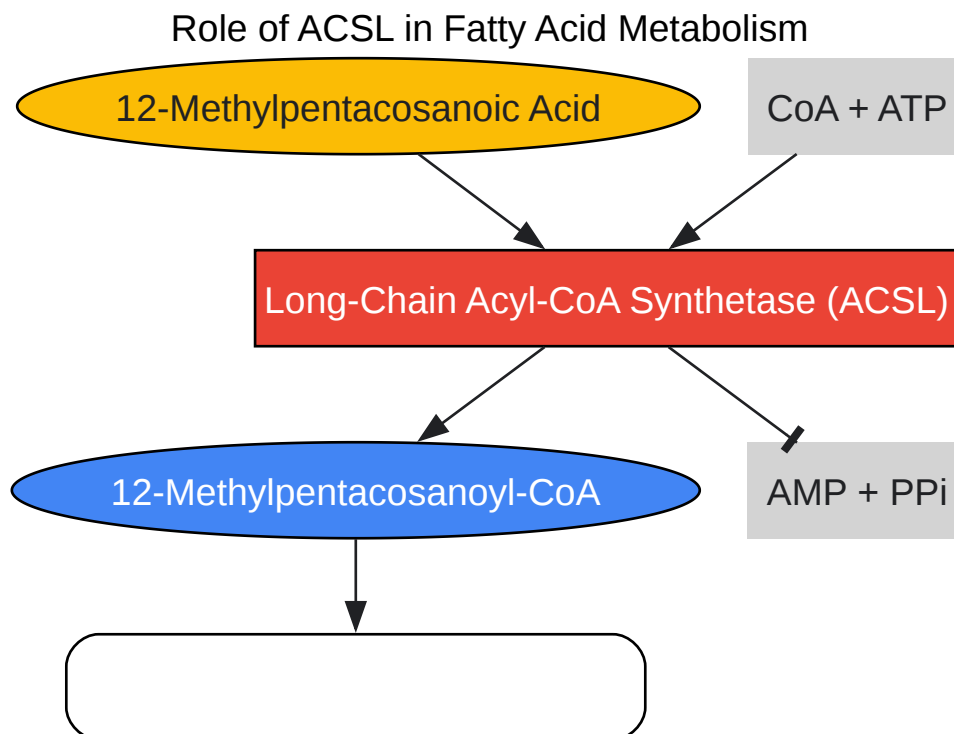 Role of ACSL in Fatty Acid Metabolism
12-Methylpentacosanoic Acid
CoA + ATP
Long-Chain Acyl-CoA Synthetase (ACSL)
12-Methylpentacosanoyl-CoA
AMP + PPi